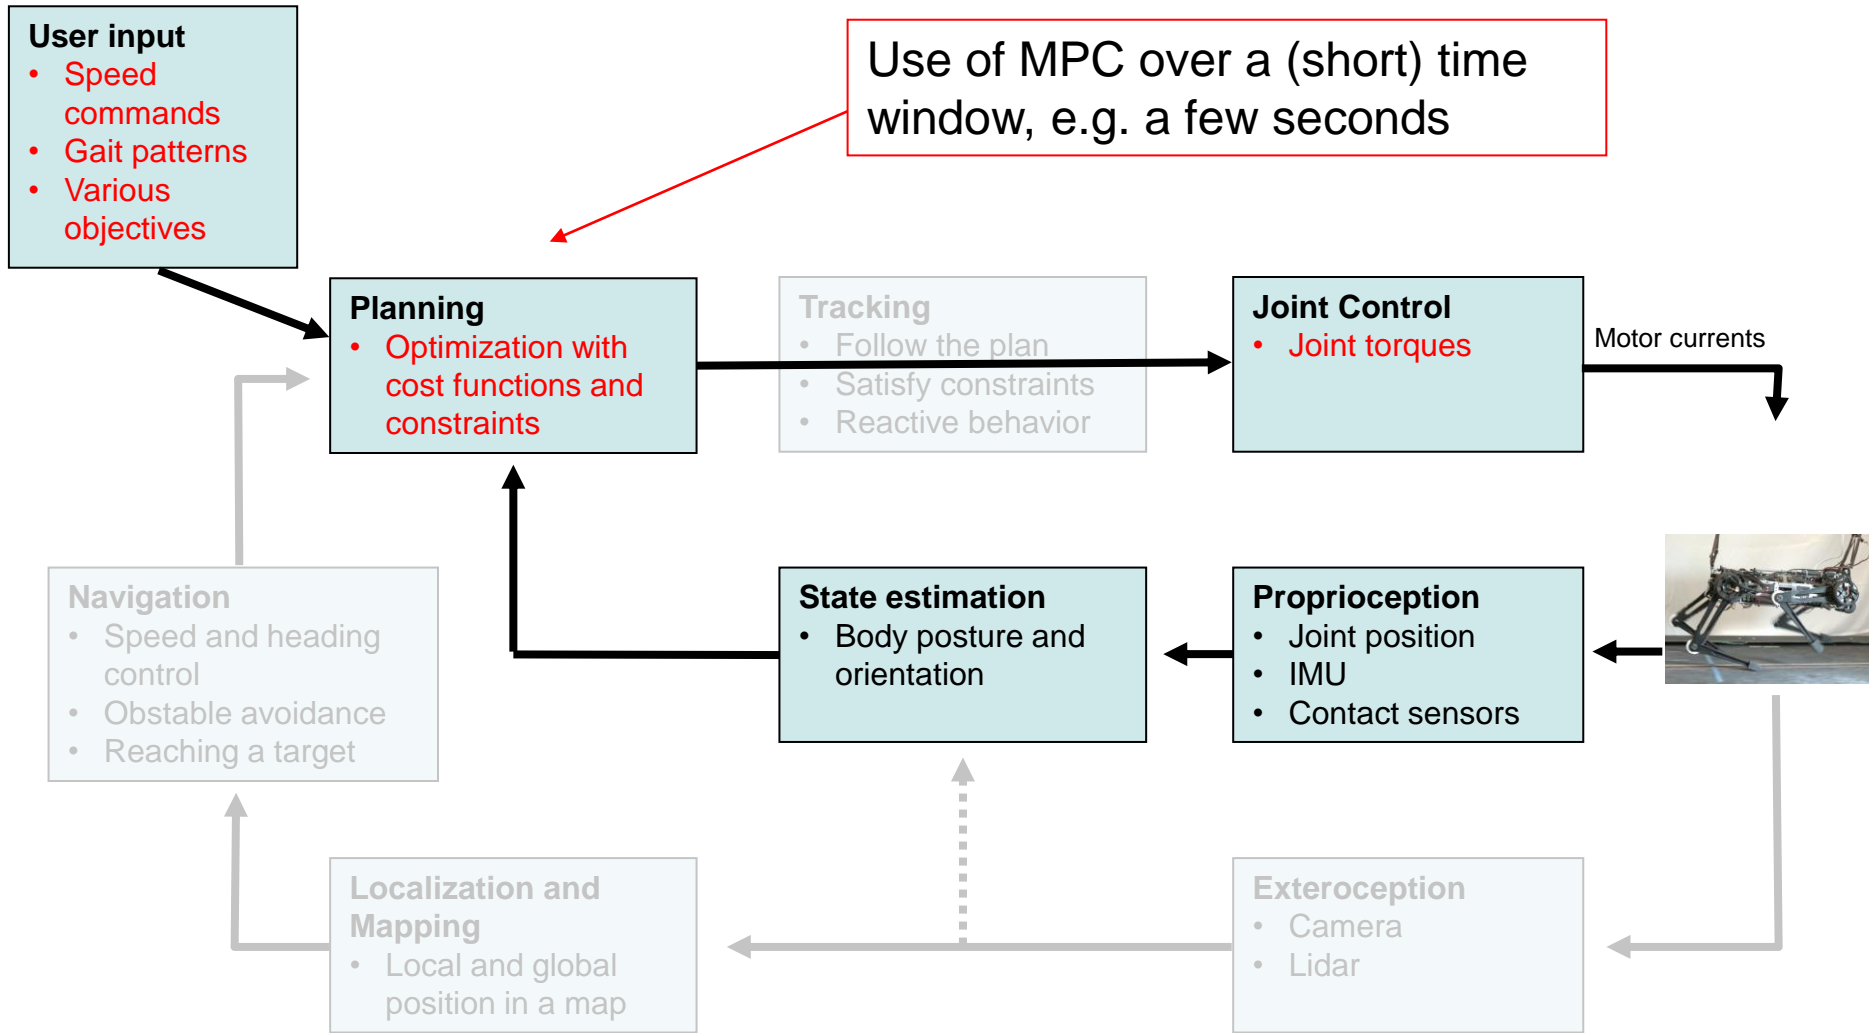 User input
• Speed
commands
• Gait patterns
• Various
objectives
Use of MPC over a (short) time
window, e.g. a few seconds
Planning
• Optimization with
cost functions and
constraints
Tracking
• Follow the plan
• Satisfy constraints
• Reactive behavior
Joint Control
• Joint torques
Motor currents
Navigation
• Speed and heading
control
• Obstable avoidance
• Reaching a target
State estimation
• Body posture and
orientation
Proprioception
• Joint position
• IMU
• Contact sensors
Localization and
Mapping
• Local and global
position in a map
Exteroception
• Camera
• Lidar